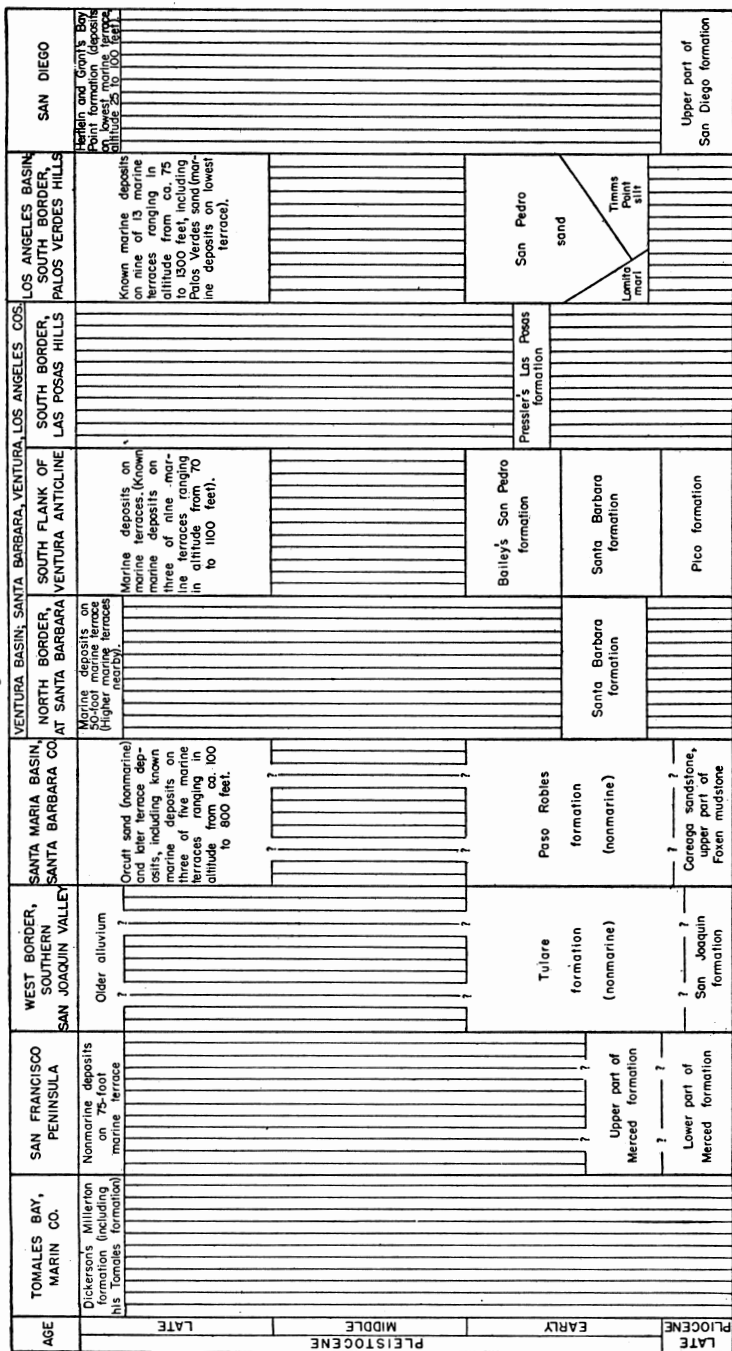 AGE
LATE
MIDDLE
EARLY
PLEISTOCENE
LATE
PLIOCENE
TOMALES BAY,
MARIN CO.
Dickerson's Millerton
formation (including
his Tomales formation)
SAN FRANCISCO
PENINSULA
Nonmarine deposits
on 75-foot
marine terrace
? ?
Upper part of
Merced formation
? ?
Lower part of
Merced formation
WEST BORDER,
SOUTHERN
SAN JOAQUIN VALLEY
Older alluvium
? ?
? ?
Tulare
formation
(nonmarine)
? ?
San Joaquin
formation
SANTA MARIA BASIN,
SANTA BARBARA CO.
Orcutt sand (nonmarine)
and later terrace dep-
osits, including known
marine deposits on
three of five marine
terraces ranging in
altitude from ca. 100
to 800 feet.
? ?
? ?
Paso Robles
formation
(nonmarine)
? ?
Careaga sandstone,
upper part of
Foxen mudstone
VENTURA BASIN; SANTA BARBARA, VENTURA, LOS ANGELES COS.
NORTH BORDER,
AT SANTA BARBARA
Marine deposits on
50-foot marine terrace
(Higher marine terraces
nearby).
Santa Barbara
formation
SOUTH FLANK OF
VENTURA ANTICLINE
Marine deposits on
marine terraces. (Known
marine deposits on
three of nine mar-
ine terraces ranging
in altitude from 70
to 1100 feet).
Bailey's San Pedro
formation
Santa Barbara
formation
Pico formation
SOUTH BORDER,
LAS POSAS HILLS
Pressler's Las Posas
formation
LOS ANGELES BASIN,
SOUTH BORDER,
PALOS VERDES HILLS
Known marine deposits
on nine of 13 marine
terraces ranging in
altitude from ca. 75
to 1300 feet, including
Palos Verdes sand (mar-
ine deposits on lowest
terrace).
San Pedro
sand
Lomita
marl
Timms
Point
silt
SAN DIEGO
Hertlein and Grant's Bay
Point formation (deposits
on lowest marine terrace,
altitude 25 to 100 feet).
Upper part of
San Diego formation